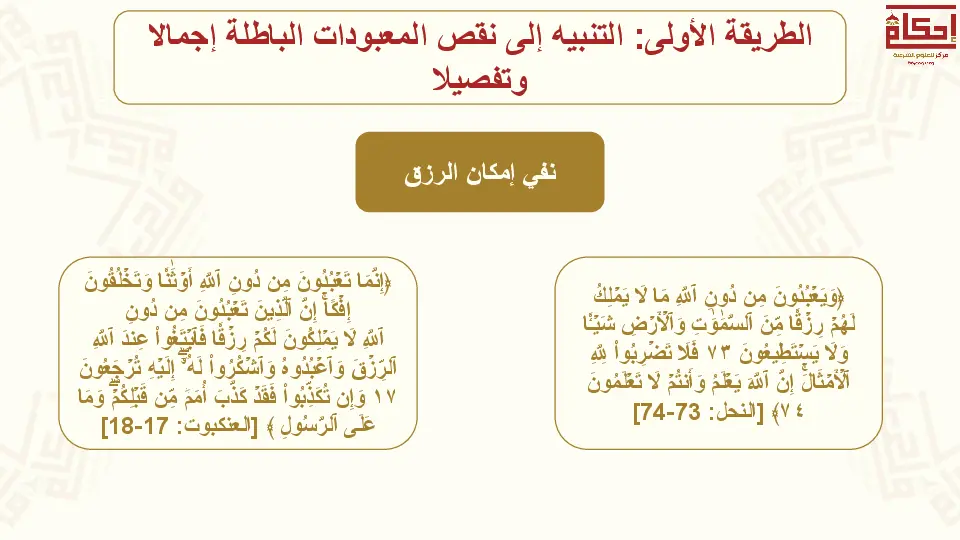 الطريقة الأولى: التنبيه إلى نقص المعبودات الباطلة إجمالا
وتفصيلا
إحكام
مركز للعلوم الشرعية
نفي إمكان الرزق
﴿وَيَعۡبُدُونَ مِن دُونِ ٱللَّهِ مَا لَا يَمۡلِكُ
لَهُمۡ رِزۡقٗا مِّنَ ٱلسَّمَٰوَٰتِ وَٱلۡأَرۡضِ شَيۡـٔٗا
وَلَا يَسۡتَطِيعُونَ ٧٣ فَلَا تَضۡرِبُواْ لِلَّهِ
ٱلۡأَمۡثَالَۚ إِنَّ ٱللَّهَ يَعۡلَمُ وَأَنتُمۡ لَا تَعۡلَمُونَ
٧٤﴾ [النحل: 73-74]
﴿إِنَّمَا تَعۡبُدُونَ مِن دُونِ ٱللَّهِ أَوۡثَٰنٗا وَتَخۡلُقُونَ
إِفۡكًاۚ إِنَّ ٱلَّذِينَ تَعۡبُدُونَ مِن دُونِ
ٱللَّهِ لَا يَمۡلِكُونَ لَكُمۡ رِزۡقٗا فَٱبۡتَغُواْ عِندَ ٱللَّهِ
ٱلرِّزۡقَ وَٱعۡبُدُوهُ وَٱشۡكُرُواْ لَهُۥٓۖ إِلَيۡهِ تُرۡجَعُونَ
١٧ وَإِن تُكَذِّبُواْ فَقَدۡ كَذَّبَ أُمَمٞ مِّن قَبۡلِكُمۡۖ وَمَا
عَلَى ٱلرَّسُولِ ﴾ [العنكبوت: 17-18]